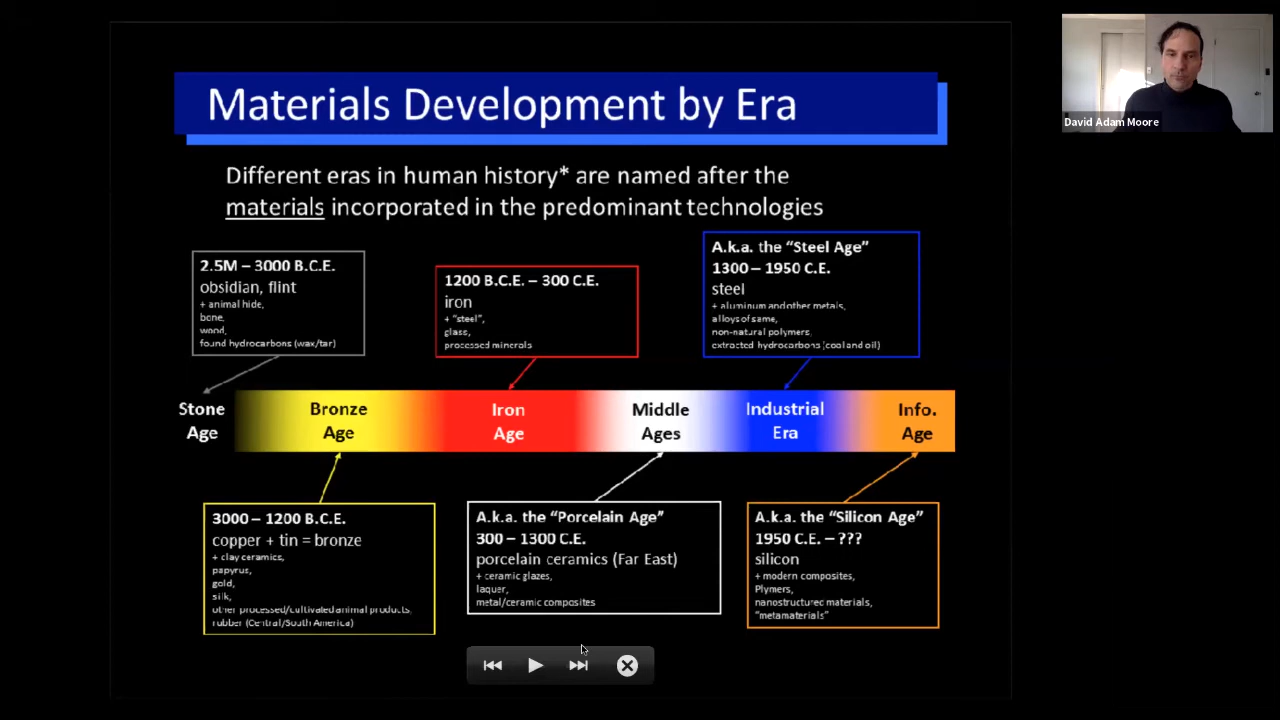 Materials Development by Era
Different eras in human history* are named after the
materials incorporated in the predominant technologies
2.5M – 3000 B.C.E.
obsidian, flint
+ animal hide,
bone,
wood,
found hydrocarbons (wax/tar)
1200 B.C.E. – 300 C.E.
iron
+ "steel",
glass,
processed minerals
A.k.a. the "Steel Age"
1300 – 1950 C.E.
steel
+ aluminum and other metals,
alloys of same,
non-natural polymers,
extracted hydrocarbons (coal and oil)
Stone
Age
Bronze
Age
Iron
Age
Middle
Ages
Industrial
Era
Info.
Age
3000 – 1200 B.C.E.
copper + tin = bronze
+ clay ceramics,
papyrus,
gold,
silk,
other processed/cultivated animal products,
rubber (Central/South America)
A.k.a. the "Porcelain Age"
300 – 1300 C.E.
porcelain ceramics (Far East)
+ ceramic glazes,
laquer,
metal/ceramic composites
A.k.a. the "Silicon Age"
1950 C.E. – ???
silicon
+ modern composites,
Plymers,
nanostructured materials,
"metamaterials"
David Adam Moore